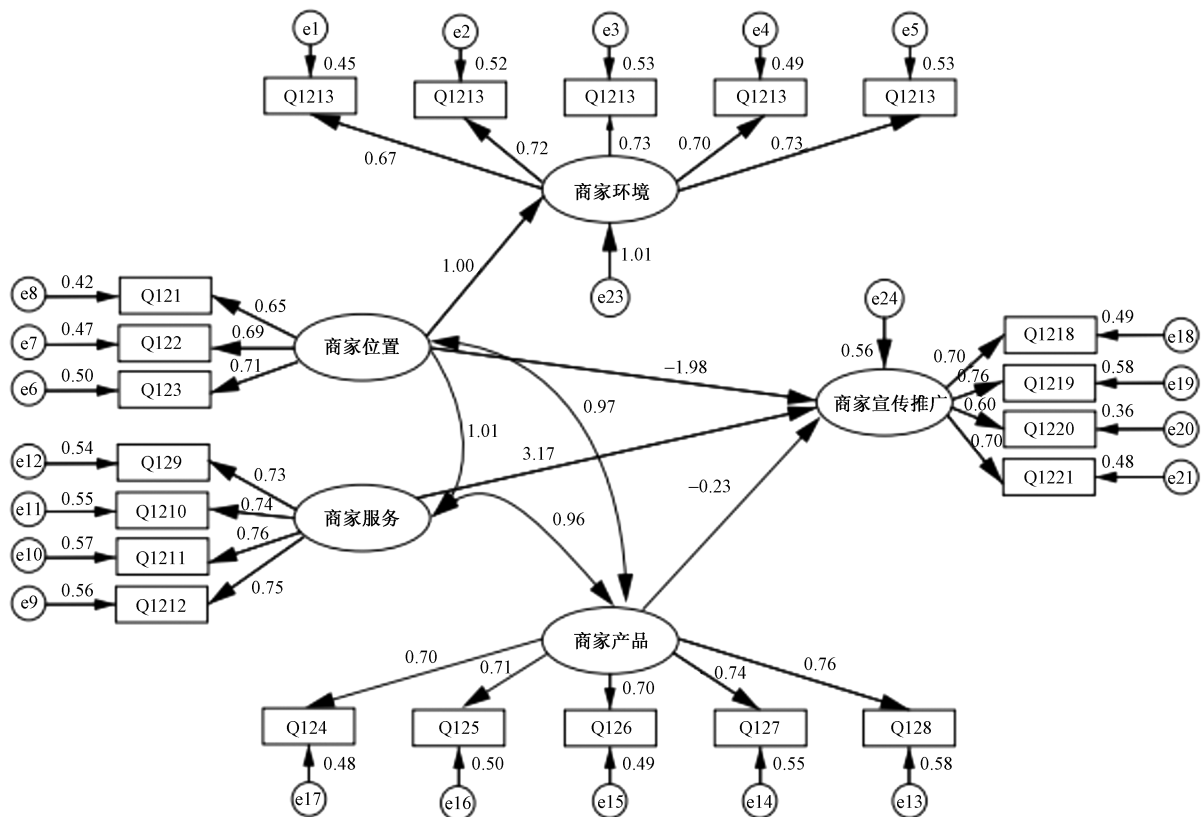 e1 e2 e3 e4 e5
0.45 0.52 0.53 0.49 0.53
Q1213 Q1213 Q1213 Q1213 Q1213
0.67 0.72 0.73 0.70 0.73
商家环境
1.01
e23
1.00
e8 0.42 Q121 0.65
e7 0.47 Q122 0.69
e6 0.50 Q123 0.71
商家位置
−1.98
0.97
1.01
e24
0.56
商家宣传推广
0.70 Q1218 0.49 e18
0.76 Q1219 0.58 e19
0.60 Q1220 0.36 e20
0.70 Q1221 0.48 e21
e12 0.54 Q129 0.73
e11 0.55 Q1210 0.74
e10 0.57 Q1211 0.76
e9 0.56 Q1212 0.75
商家服务
3.17
0.96
−0.23
商家产品
0.70 0.71 0.70 0.74 0.76
Q124 Q125 Q126 Q127 Q128
0.48 0.50 0.49 0.55 0.58
e17 e16 e15 e14 e13